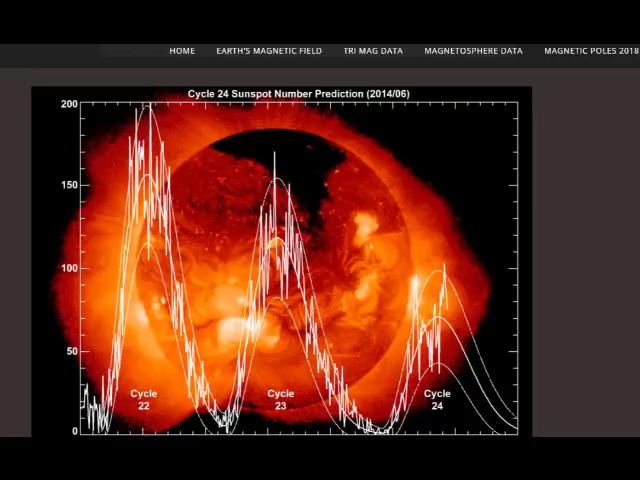 HOME EARTH'S MAGNETIC FIELD TRI MAG DATA MAGNETOSPHERE DATA MAGNETIC POLES 2018
Cycle 24 Sunspot Number Prediction (2014/06)
200
150
100
50
0
Cycle
22
Cycle
23
Cycle
24